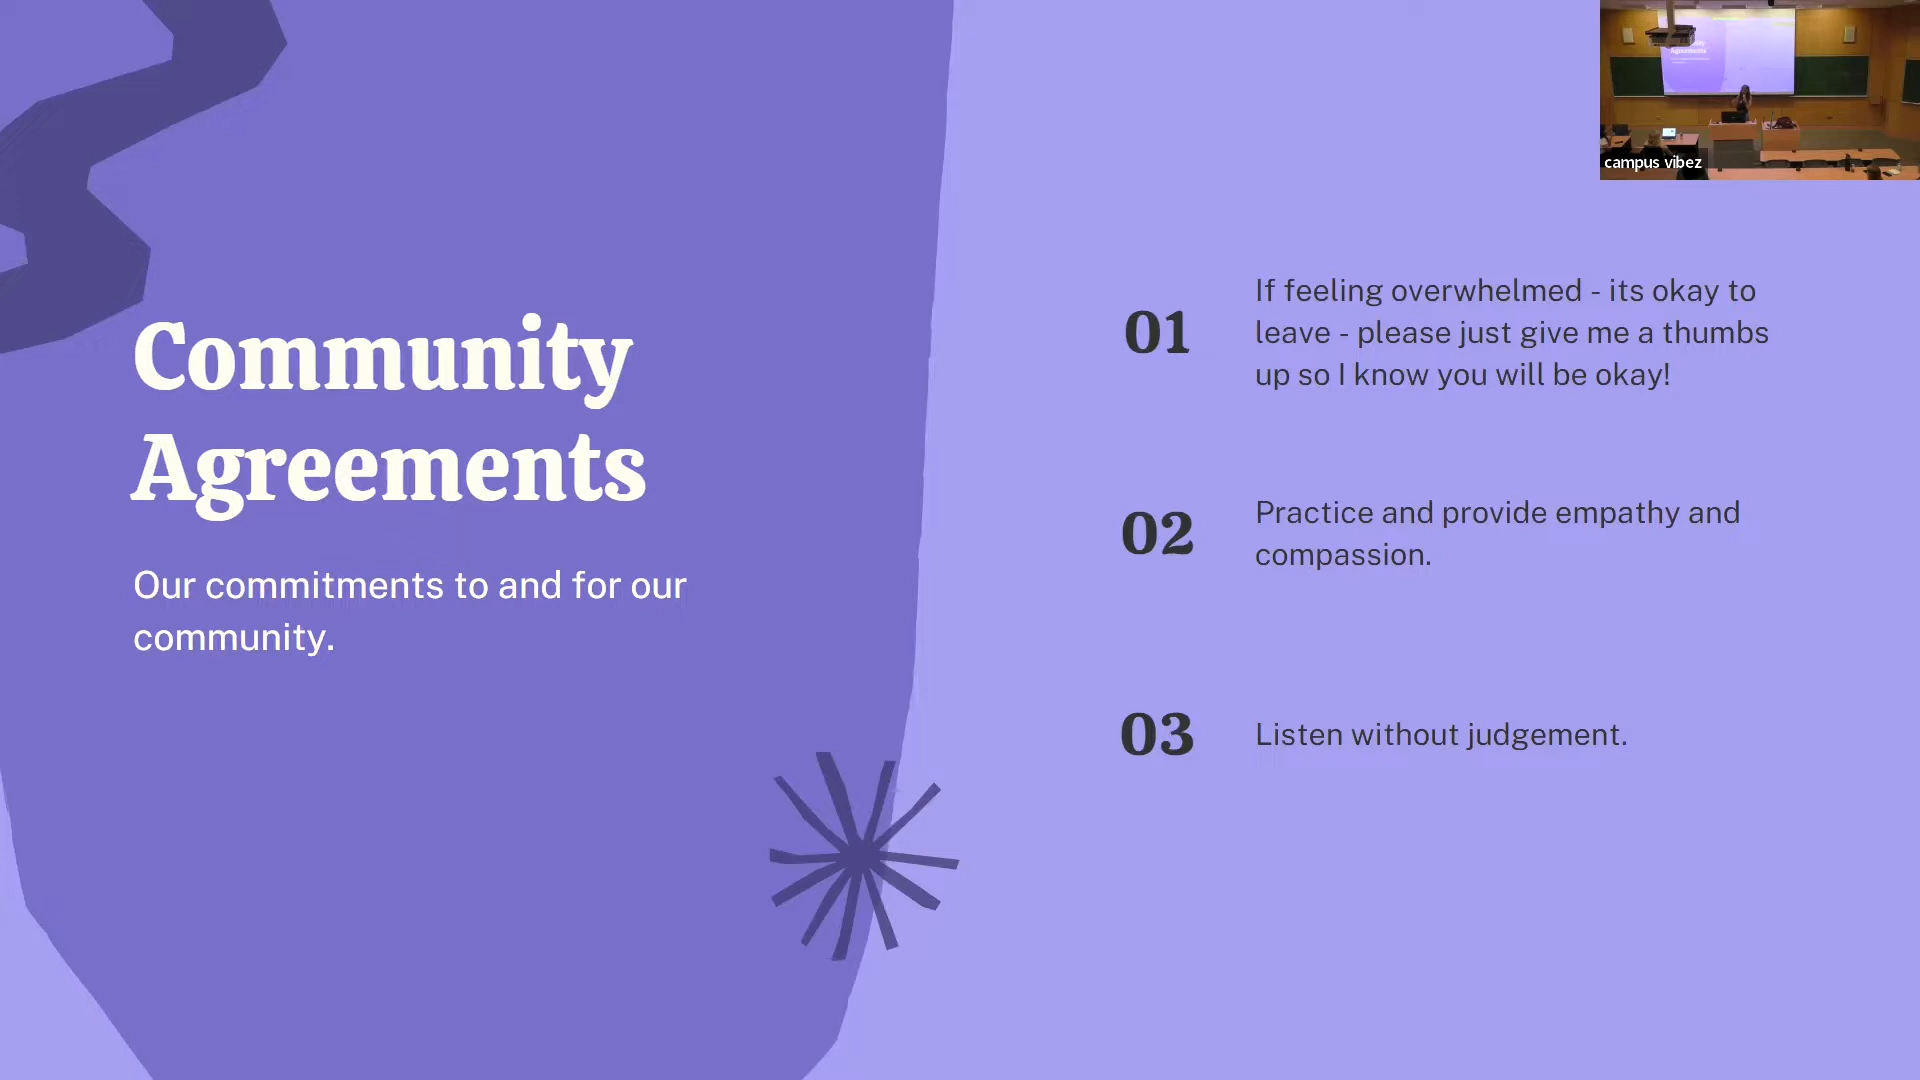 Community
Agreements
Our commitments to and for our
community.
01
If feeling overwhelmed - its okay to
leave - please just give me a thumbs
up so I know you will be okay!
02
Practice and provide empathy and
compassion.
03
Listen without judgement.
campus vibez
Agreements